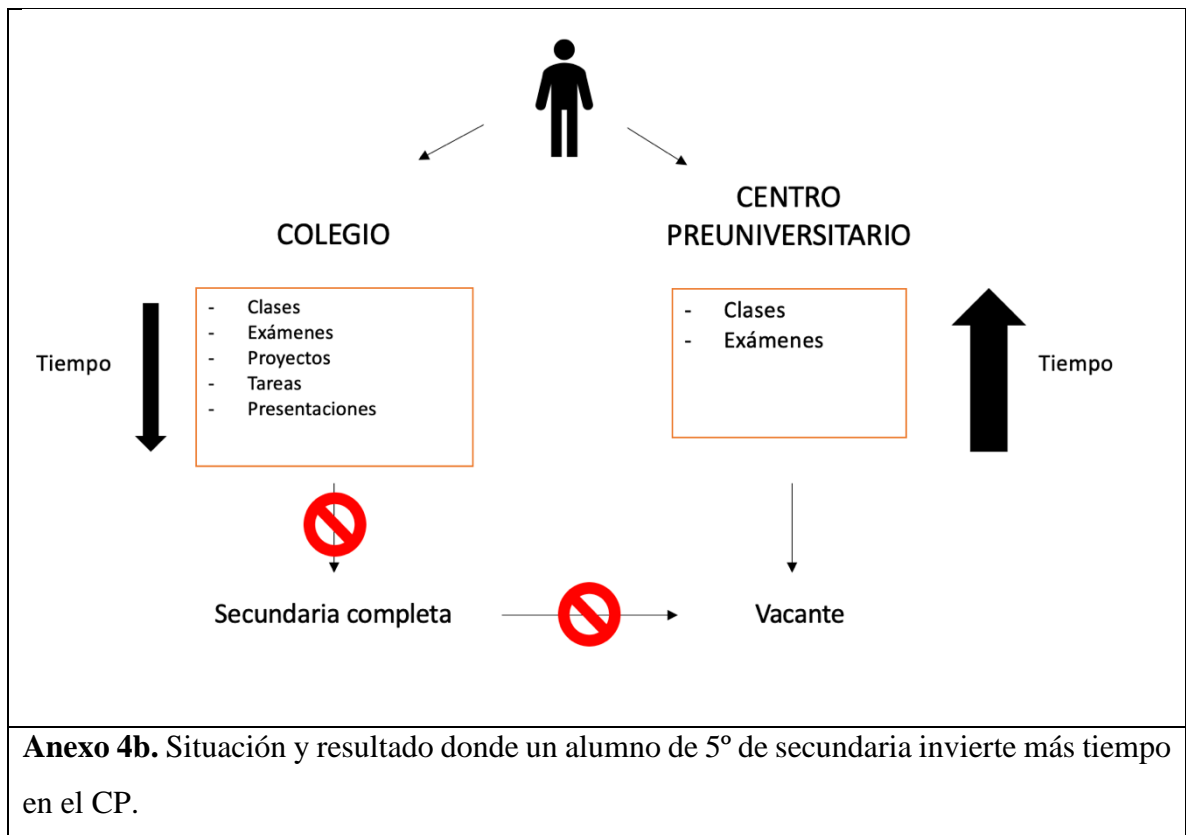 COLEGIO
CENTRO
PREUNIVERSITARIO
Tiempo
- Clases
- Exámenes
- Proyectos
- Tareas
- Presentaciones
- Clases
- Exámenes
Tiempo
Secundaria completa
Vacante
Anexo 4b. Situación y resultado donde un alumno de 5º de secundaria invierte más tiempo
en el CP.